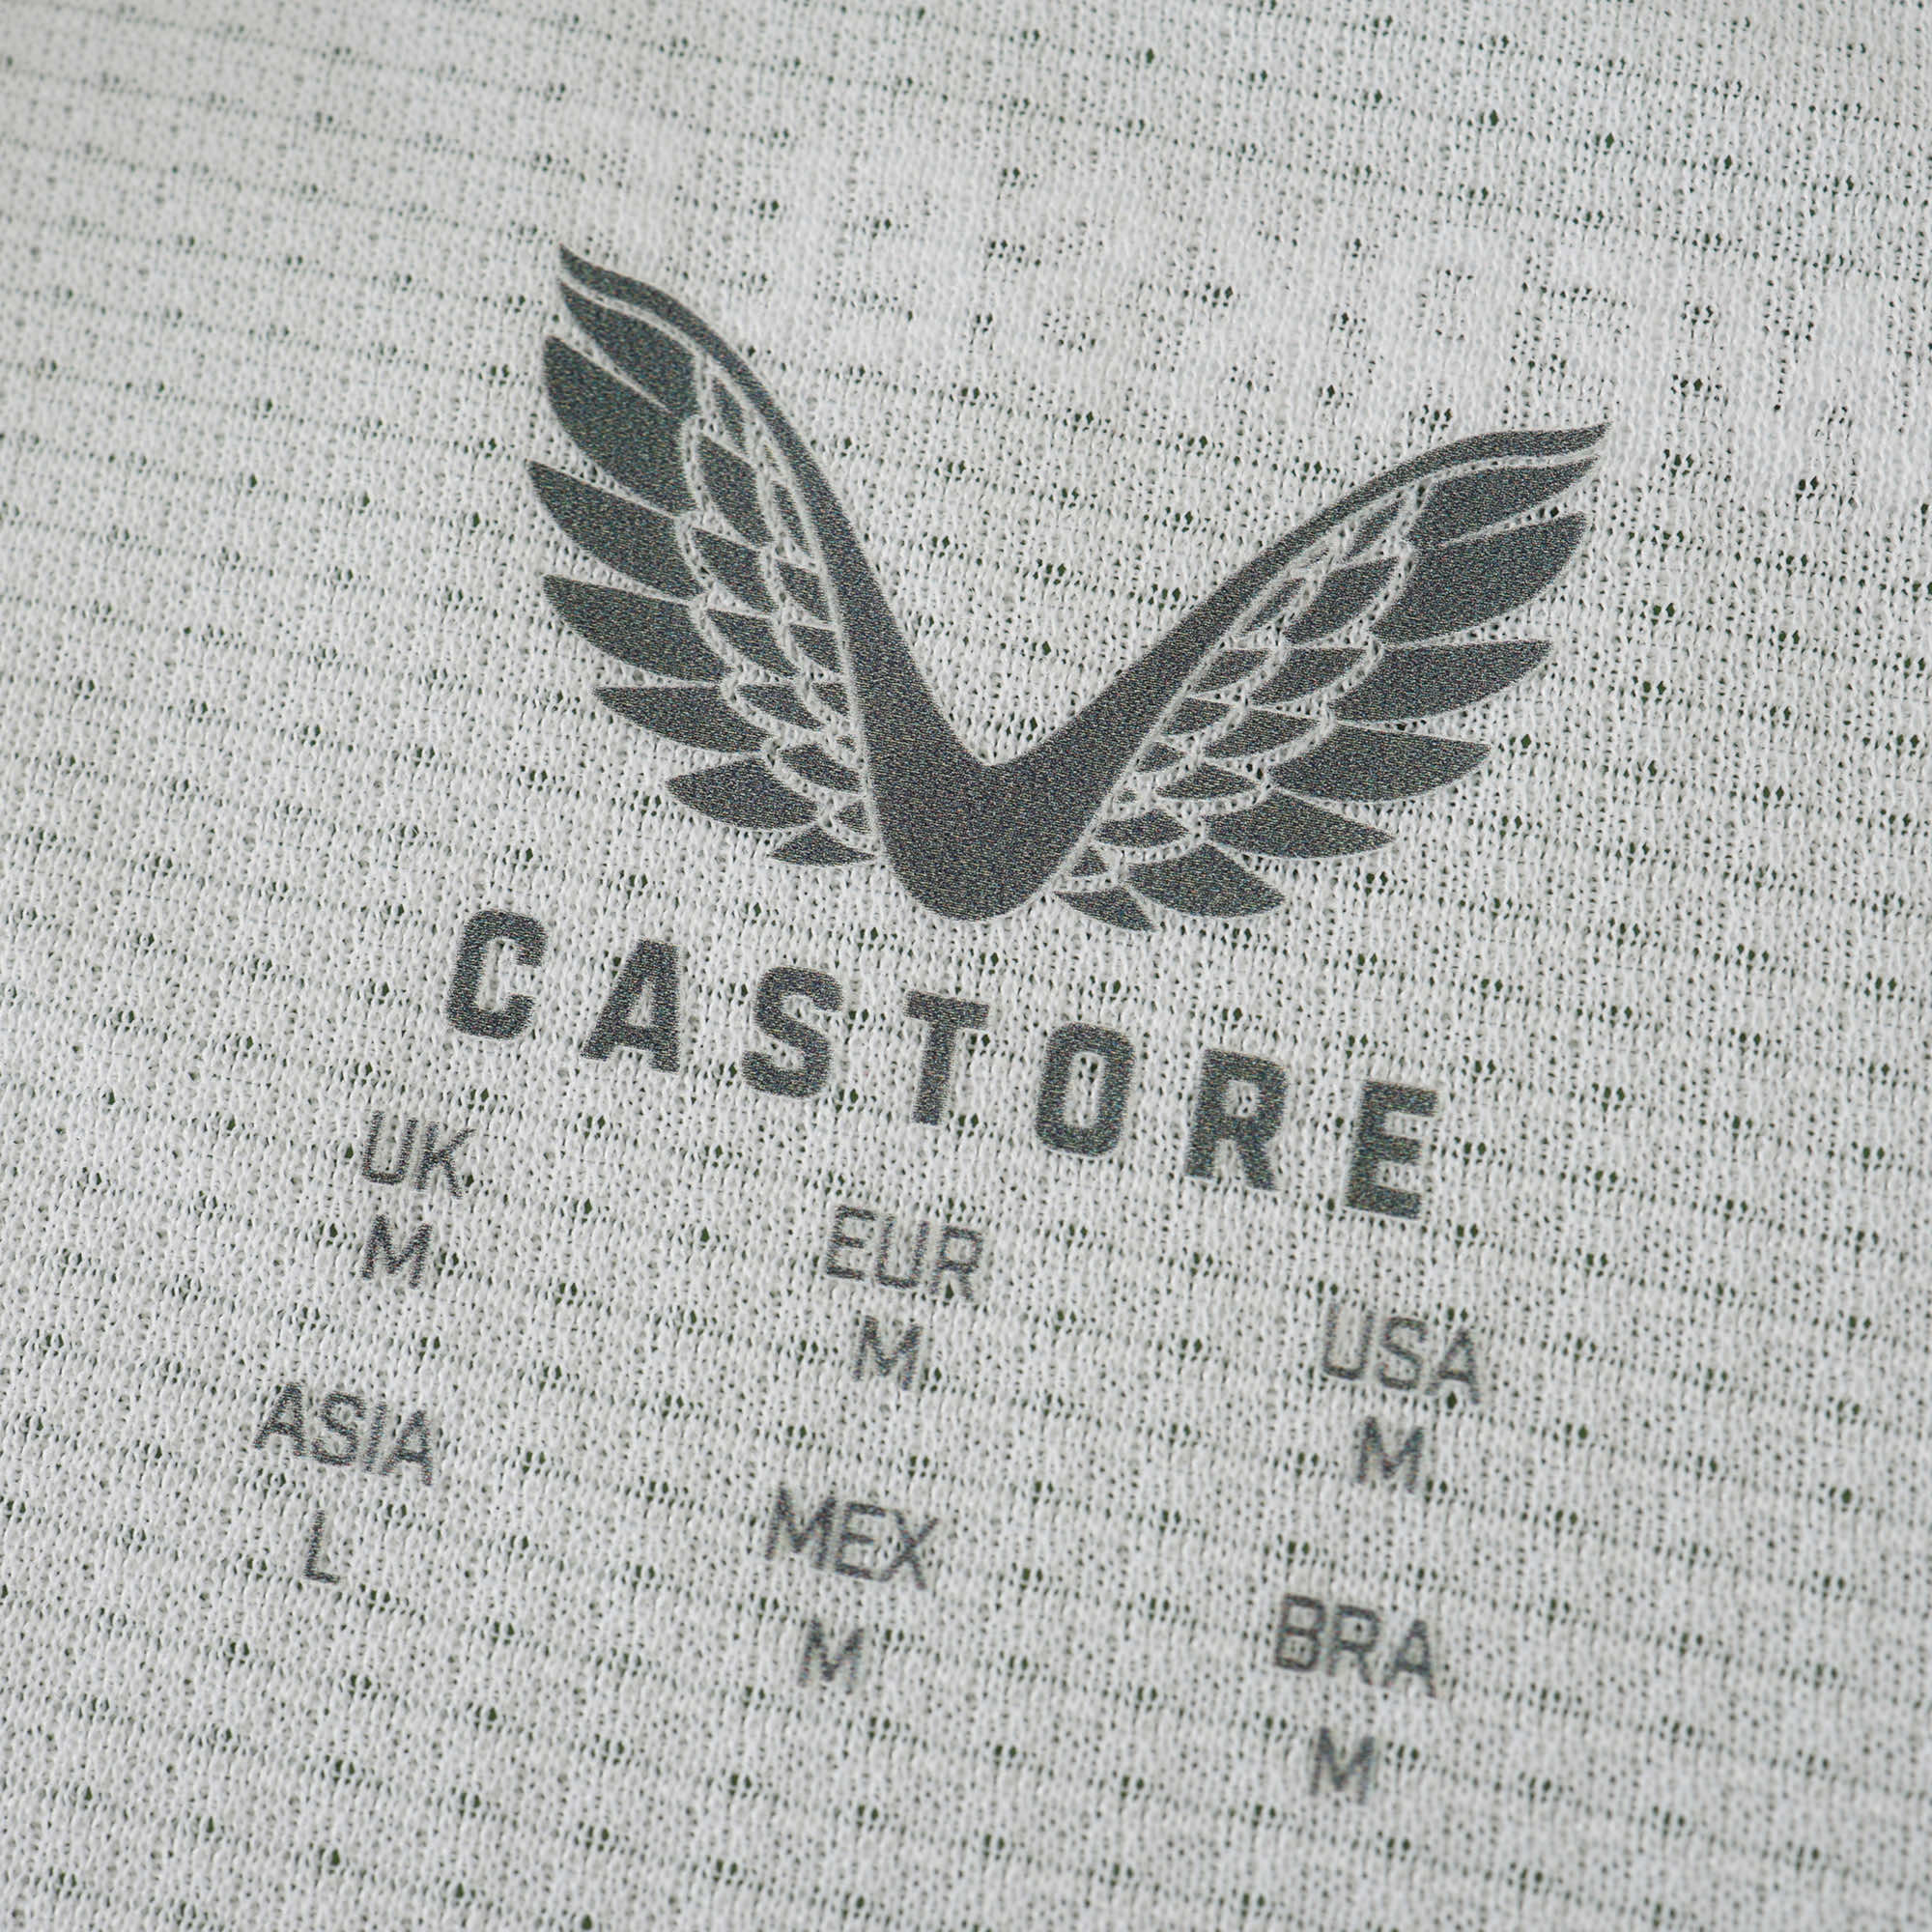 CASTORE
UK EUR USA
M M M
ASIA MEX BRA
L M M